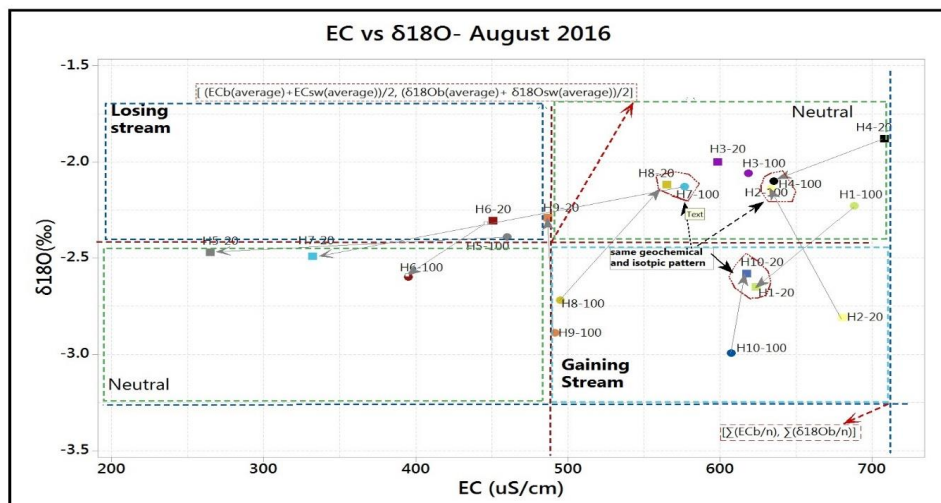 EC vs δ18O- August 2016
-1.5
[ (ECb(average)+ECsw(average))/2, (δ18Ob(average)+ δ18Osw(average))/2]
Losing
stream
Neutral
H4-20
-2.0
H3-20
H3-100
H8-20
H4-100
H7-100
H2-100
H1-100
H6-20
H9-20
Text
δ18O(‰)
H5-20
H7-20
H5-100
-2.5
same geochemical
and isotpic pattern
H6-100
H10-20
H1-20
H8-100
H2-20
H9-100
-3.0
H10-100
Neutral
Gaining
Stream
[∑(ECb/n), ∑(δ18Ob/n)]
-3.5
200
300
400
500
600
700
EC (uS/cm)